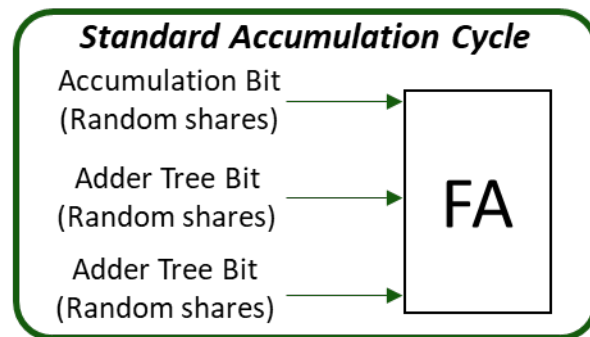 Standard Accumulation Cycle
Accumulation Bit
(Random shares)
Adder Tree Bit
(Random shares)
Adder Tree Bit
(Random shares)
FA